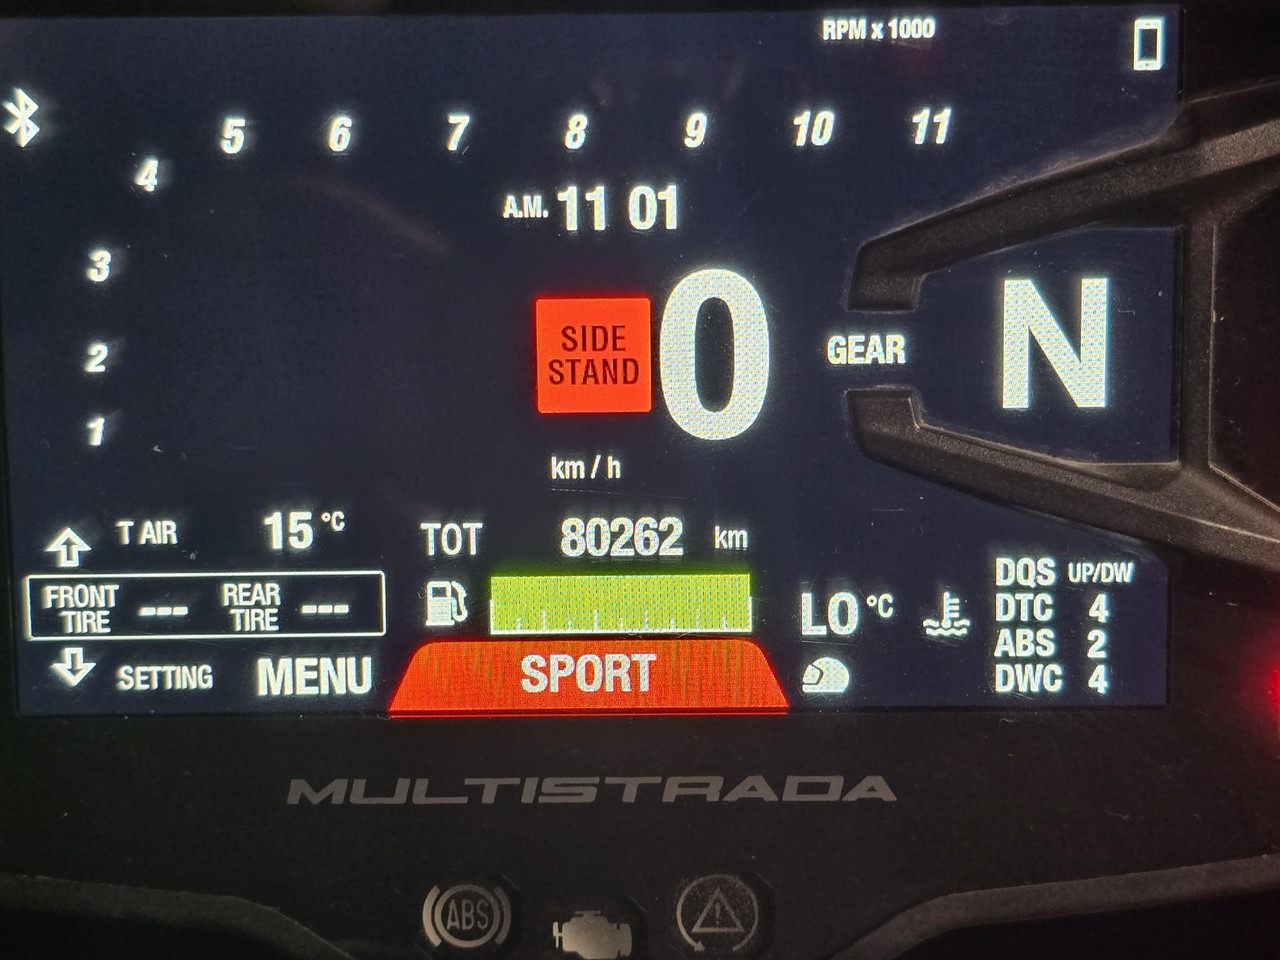 RPM x 1000
1
2
3
4
5
6
7
8
9
10
11
A.M. 11 01
SIDE
STAND
0
km / h
GEAR
N
T AIR 15 °C
FRONT
TIRE ---
REAR
TIRE ---
SETTING MENU
TOT 80262 km
SPORT
LO °C
DQS UP/DW
DTC 4
ABS 2
DWC 4
MULTISTRADA
ABS